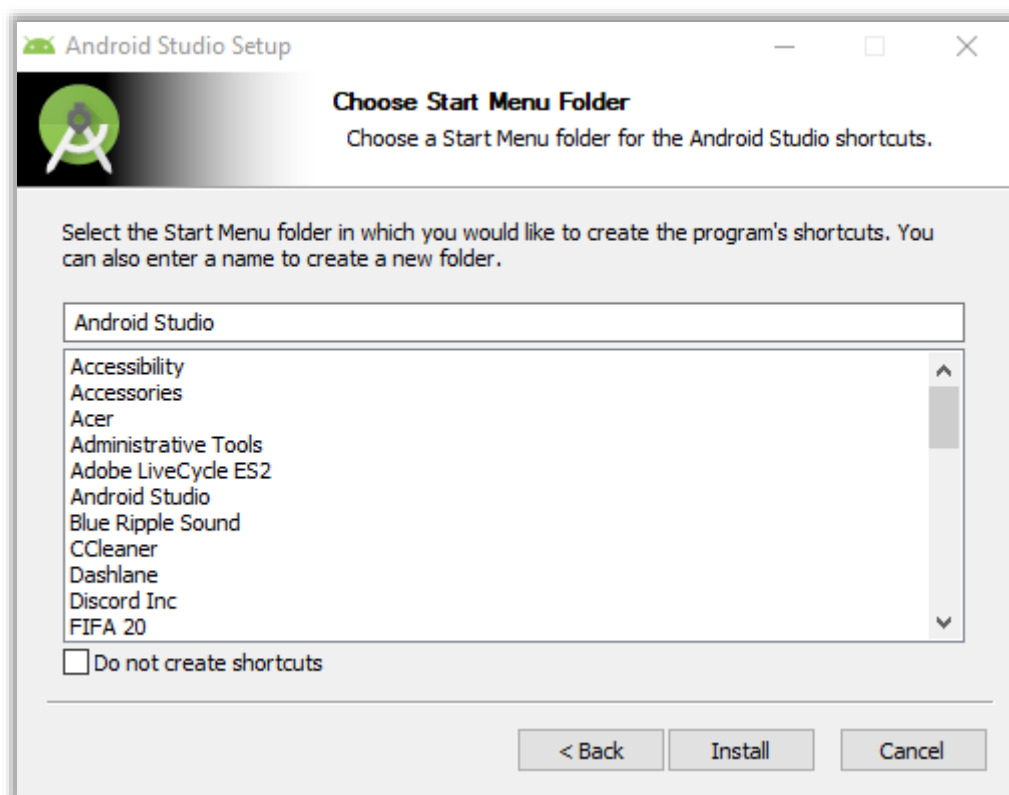 Android Studio Setup
Choose Start Menu Folder
Choose a Start Menu folder for the Android Studio shortcuts.
Select the Start Menu folder in which you would like to create the program's shortcuts. You
can also enter a name to create a new folder.
Android Studio
Accessibility
Accessories
Acer
Administrative Tools
Adobe LiveCycle ES2
Android Studio
Blue Ripple Sound
CCleaner
Dashlane
Discord Inc
FIFA 20
Do not create shortcuts
< Back
Install
Cancel